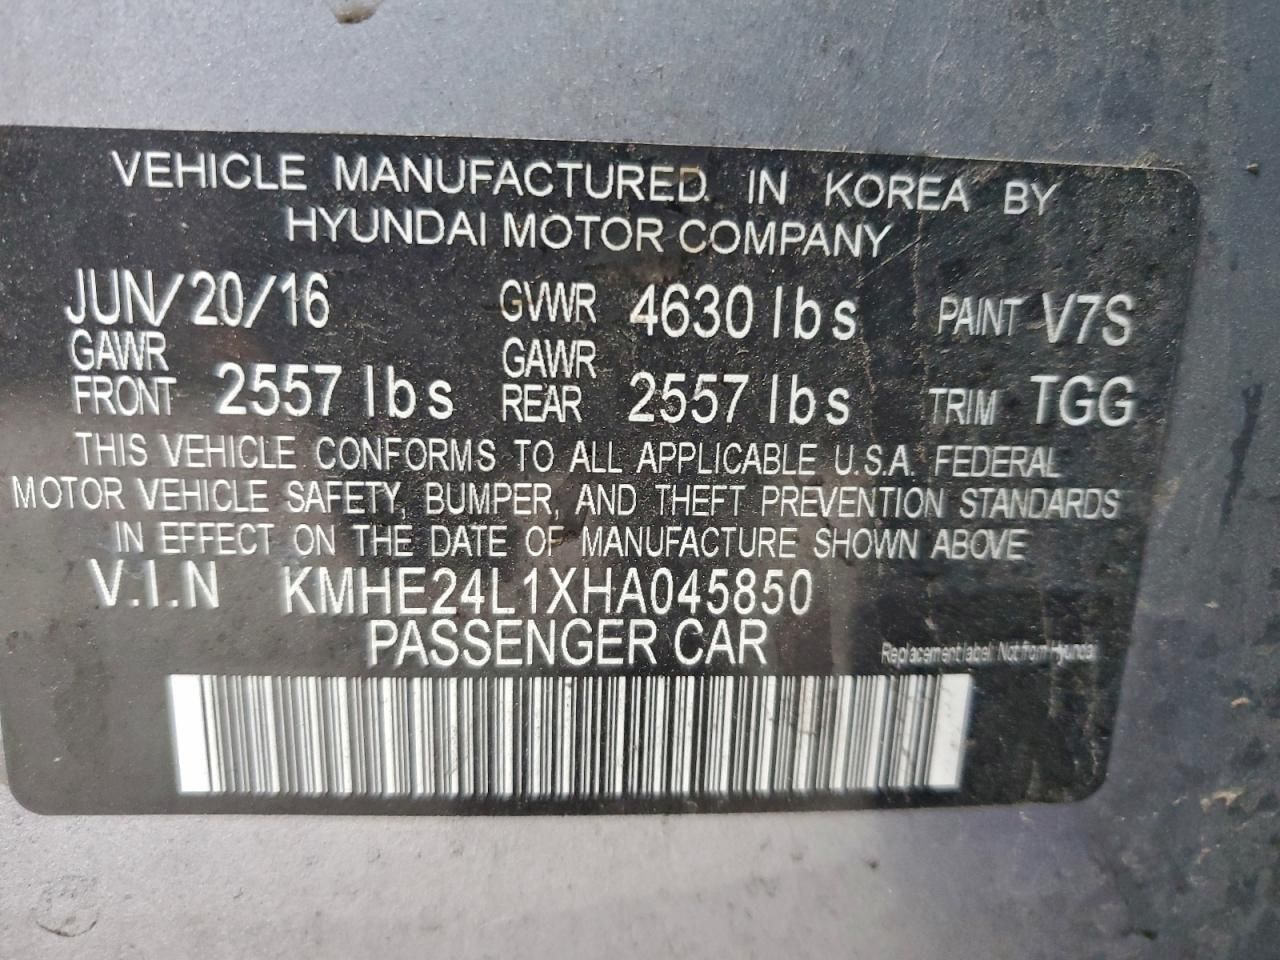 VEHICLE MANUFACTURED IN KOREA BY
HYUNDAI MOTOR COMPANY
JUN/20/16 GVWR 4630 lbs PAINT V7S
GAWR FRONT 2557 lbs GAWR REAR 2557 lbs TRIM TGG
THIS VEHICLE CONFORMS TO ALL APPLICABLE U.S.A. FEDERAL
MOTOR VEHICLE SAFETY, BUMPER, AND THEFT PREVENTION STANDARDS
IN EFFECT ON THE DATE OF MANUFACTURE SHOWN ABOVE
V.I.N KMHE24L1XHA045850
PASSENGER CAR
Replacement label. Not from Hyundai